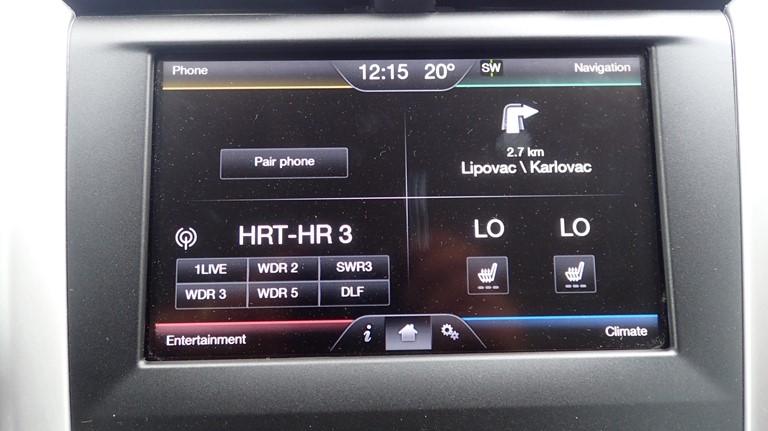 Phone
12:15 20°
SW
Navigation
Pair phone
2.7 km
Lipovac \ Karlovac
HRT-HR 3
1LIVE WDR 2 SWR3
WDR 3 WDR 5 DLF
LO LO
Entertainment
i
Climate